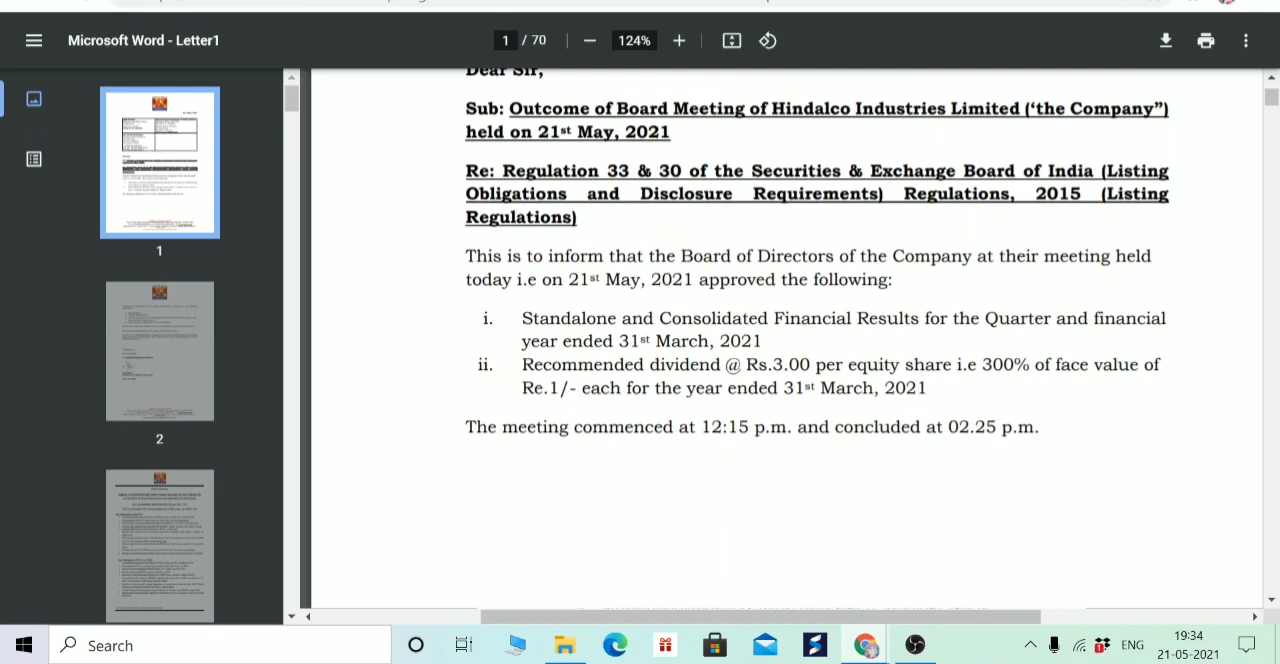 Microsoft Word - Letter1
1 / 70
124%
Dear Sir,
Sub: Outcome of Board Meeting of Hindalco Industries Limited (‘the Company”)
held on 21st May, 2021
Re: Regulation 33 & 30 of the Securities & Exchange Board of India (Listing
Obligations and Disclosure Requirements) Regulations, 2015 (Listing
Regulations)
This is to inform that the Board of Directors of the Company at their meeting held
today i.e on 21st May, 2021 approved the following:
i. Standalone and Consolidated Financial Results for the Quarter and financial
year ended 31st March, 2021
ii. Recommended dividend @ Rs.3.00 per equity share i.e 300% of face value of
Re.1/- each for the year ended 31st March, 2021
The meeting commenced at 12:15 p.m. and concluded at 02.25 p.m.
1
2
Search
ENG
19:34
21-05-2021